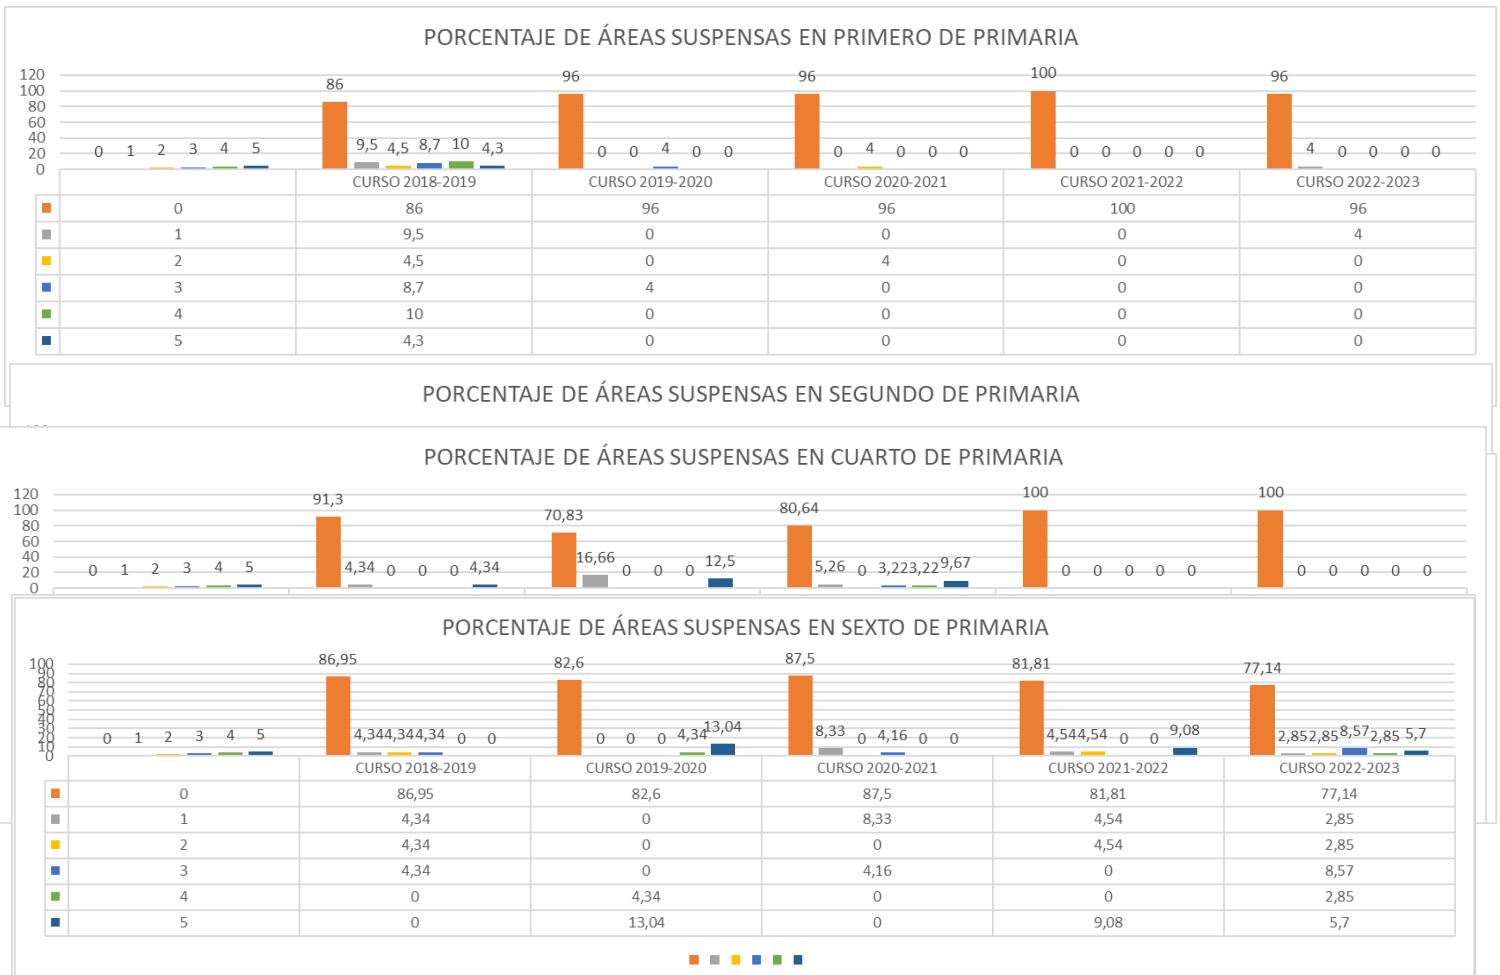 PORCENTAJE DE ÁREAS SUSPENSAS EN PRIMERO DE PRIMARIA
120
100
80
60
40
20
0
0 1 2 3 4 5 86 9,5 4,5 8,7 10 4,3 96 0 0 4 0 0 96 0 4 0 0 0 100 0 0 0 0 0 96 4 0 0 0 0
CURSO 2018-2019 CURSO 2019-2020 CURSO 2020-2021 CURSO 2021-2022 CURSO 2022-2023
0 86 96 96 100 96
1 9,5 0 0 0 4
2 4,5 0 4 0 0
3 8,7 4 0 0 0
4 10 0 0 0 0
5 4,3 0 0 0 0
PORCENTAJE DE ÁREAS SUSPENSAS EN SEGUNDO DE PRIMARIA
PORCENTAJE DE ÁREAS SUSPENSAS EN CUARTO DE PRIMARIA
120
100
80
60
40
20
0
0 1 2 3 4 5 91,3 4,34 0 0 0 4,34 70,83 16,66 0 0 0 12,5 80,64 5,26 0 3,22 3,22 9,67 100 0 0 0 0 0 100 0 0 0 0 0
PORCENTAJE DE ÁREAS SUSPENSAS EN SEXTO DE PRIMARIA
100
90
80
70
60
50
40
30
20
10
0
0 1 2 3 4 5 86,95 4,34 4,34 4,34 0 0 82,6 0 0 0 4,34 13,04 87,5 8,33 0 4,16 0 0 81,81 4,54 4,54 0 0 9,08 77,14 2,85 2,85 8,57 2,85 5,7
CURSO 2018-2019 CURSO 2019-2020 CURSO 2020-2021 CURSO 2021-2022 CURSO 2022-2023
0 86,95 82,6 87,5 81,81 77,14
1 4,34 0 8,33 4,54 2,85
2 4,34 0 0 4,54 2,85
3 4,34 0 4,16 0 8,57
4 0 4,34 0 0 2,85
5 0 13,04 0 9,08 5,7